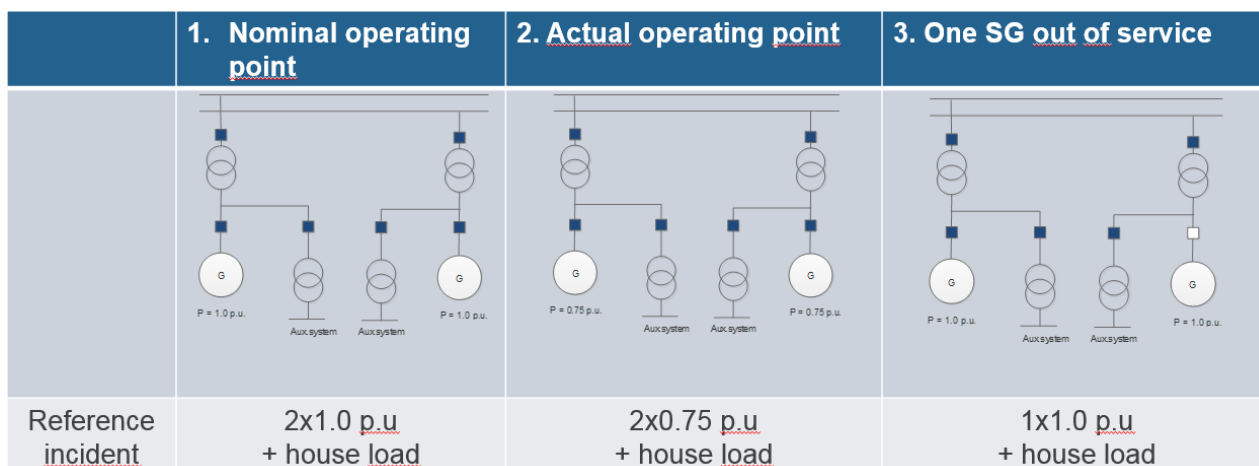 1. Nominal operating
point
2. Actual operating point
3. One SG out of service
G
G
P = 1.0 p.u.
P = 1.0 p.u.
Aux.system
Aux.system
G
G
P = 0.75 p.u.
P = 0.75 p.u.
Aux.system
Aux.system
G
G
P = 1.0 p.u.
P = 1.0 p.u.
Aux.system
Aux.system
Reference
incident
2x1.0 p.u
+ house load
2x0.75 p.u
+ house load
1x1.0 p.u
+ house load